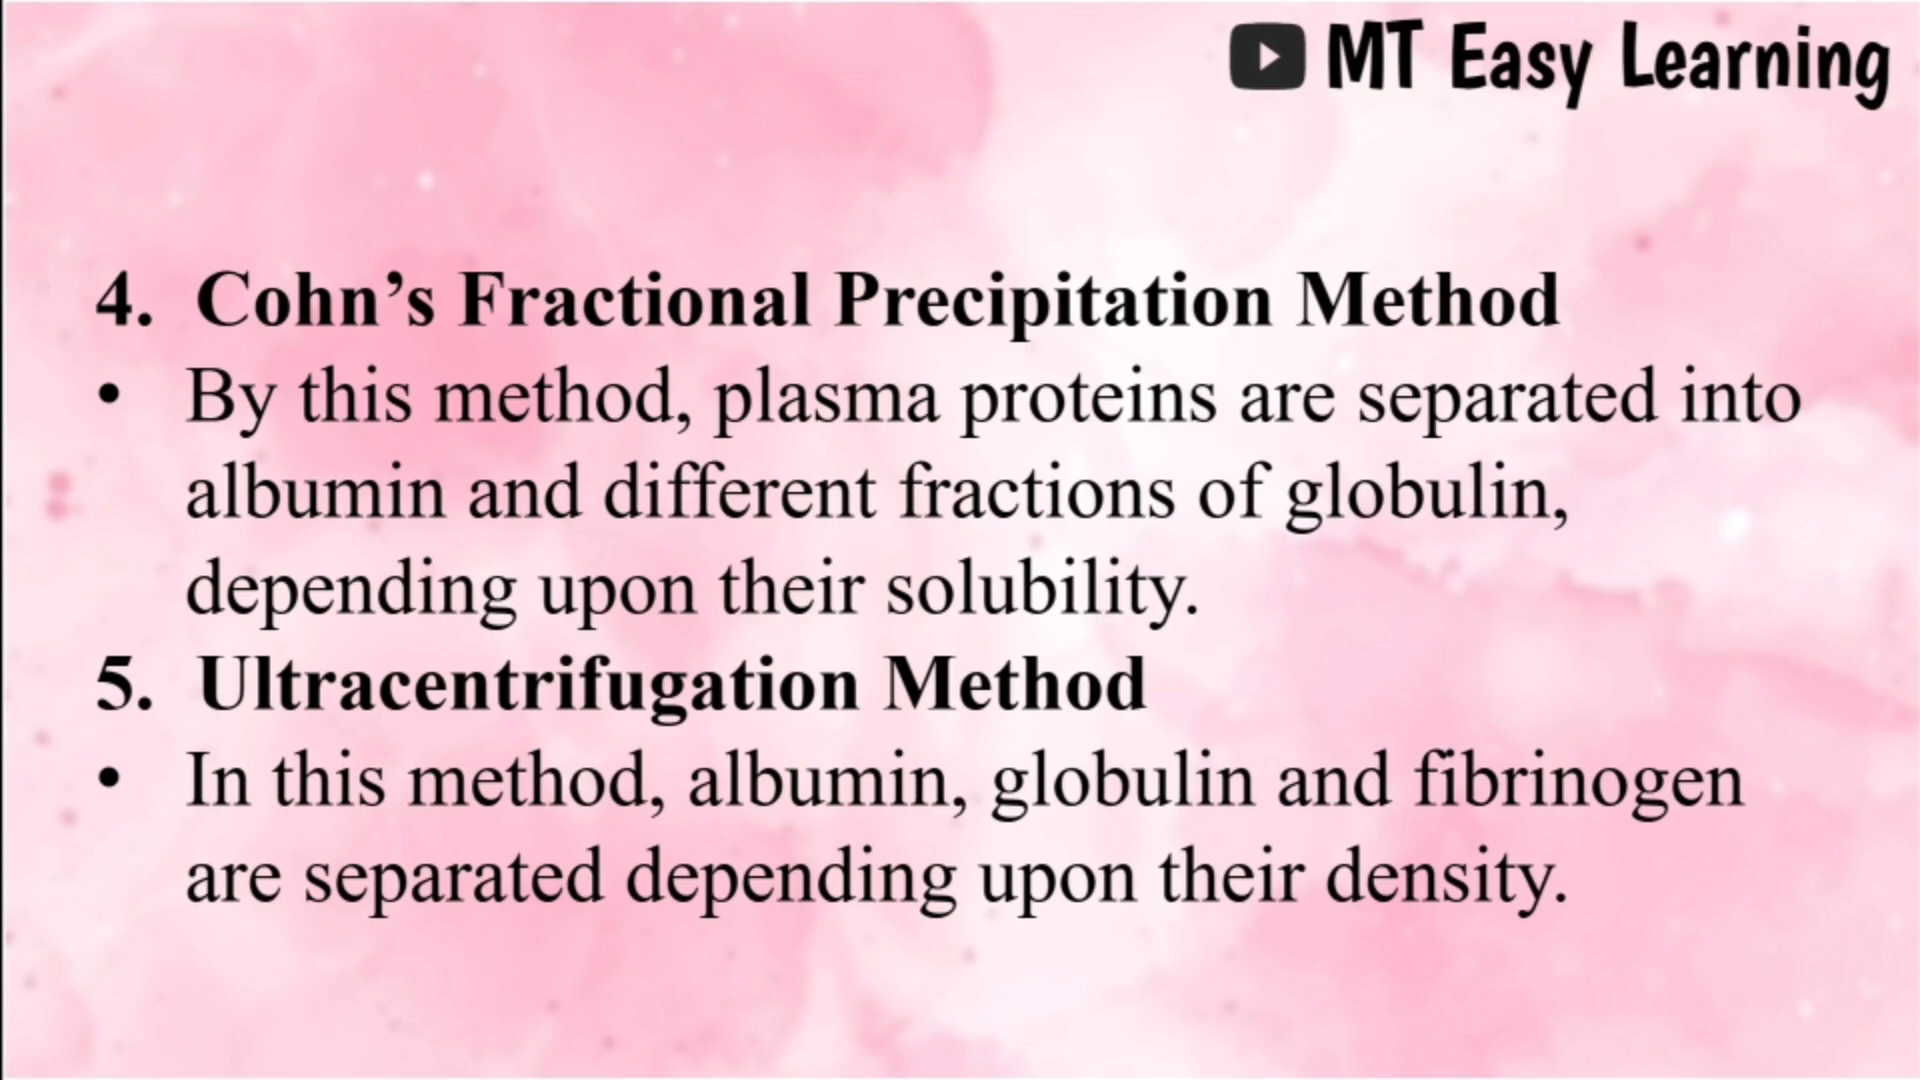 MT Easy Learning
4. Cohn’s Fractional Precipitation Method
• By this method, plasma proteins are separated into
albumin and different fractions of globulin,
depending upon their solubility.
5. Ultracentrifugation Method
• In this method, albumin, globulin and fibrinogen
are separated depending upon their density.